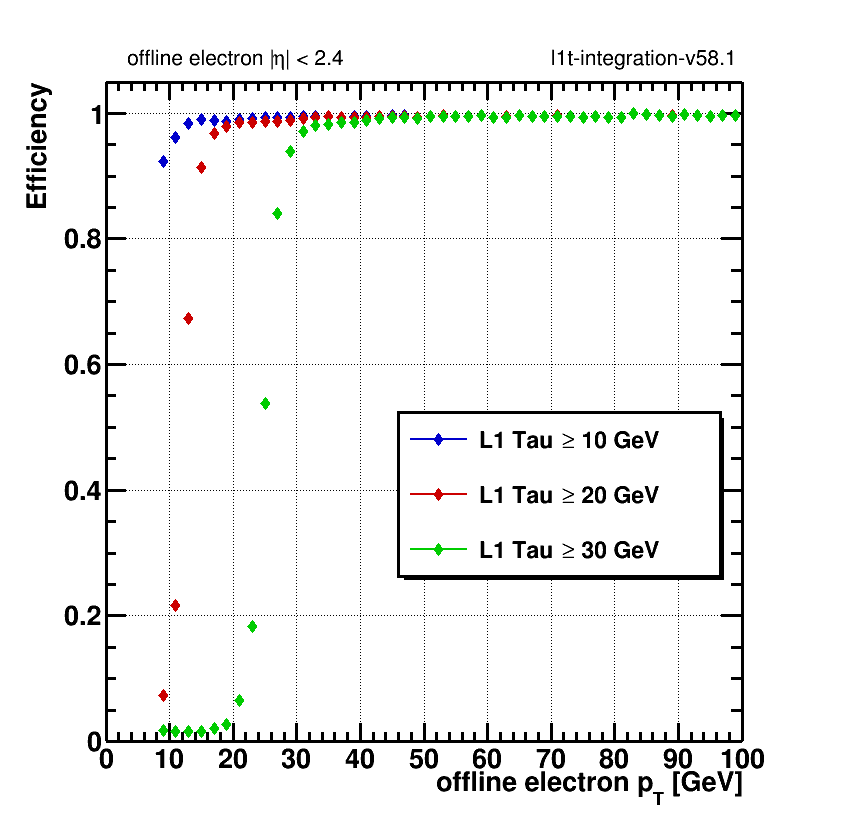 offline electron |η| < 2.4 l1t-integration-v58.1
Efficiency
1
0.8
0.6
0.4
0.2
0
L1 Tau ≥ 10 GeV
L1 Tau ≥ 20 GeV
L1 Tau ≥ 30 GeV
0 10 20 30 40 50 60 70 80 90 100
offline electron p_T [GeV]